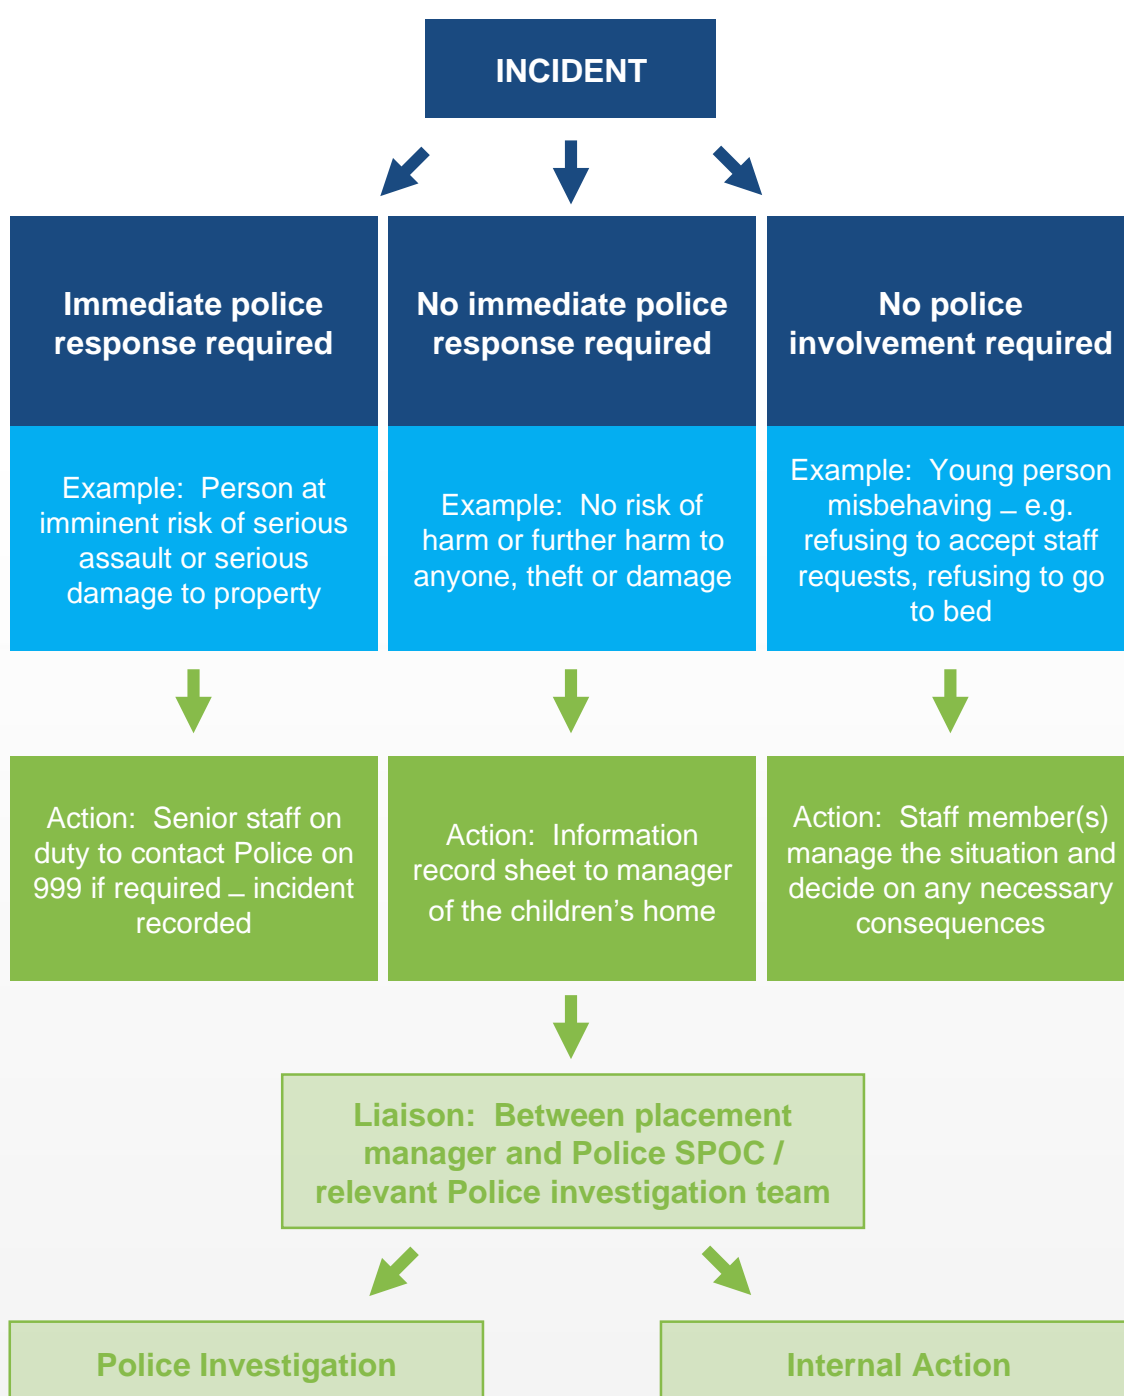 INCIDENT
Immediate police
response required
No immediate police
response required
No police
involvement required
Example: Person at
imminent risk of serious
assault or serious
damage to property
Example: No risk of
harm or further harm to
anyone, theft or damage
Example: Young person
misbehaving – e.g.
refusing to accept staff
requests, refusing to go
to bed
Action: Senior staff on
duty to contact Police on
999 if required – incident
recorded
Action: Information
record sheet to manager
of the children’s home
Action: Staff member(s)
manage the situation and
decide on any necessary
consequences
Liaison: Between placement
manager and Police SPOC /
relevant Police investigation team
Police Investigation
Internal Action